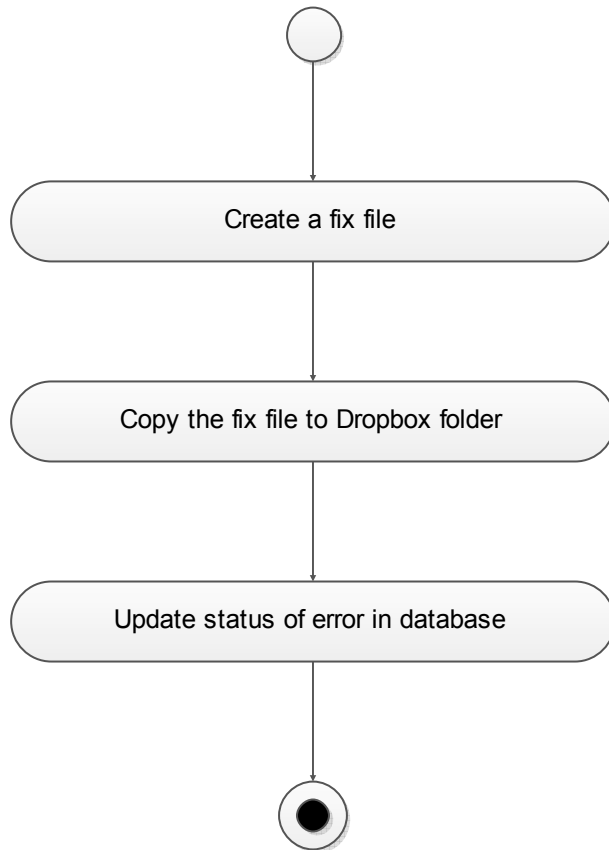 Create a fix file
Copy the fix file to Dropbox folder
Update status of error in database